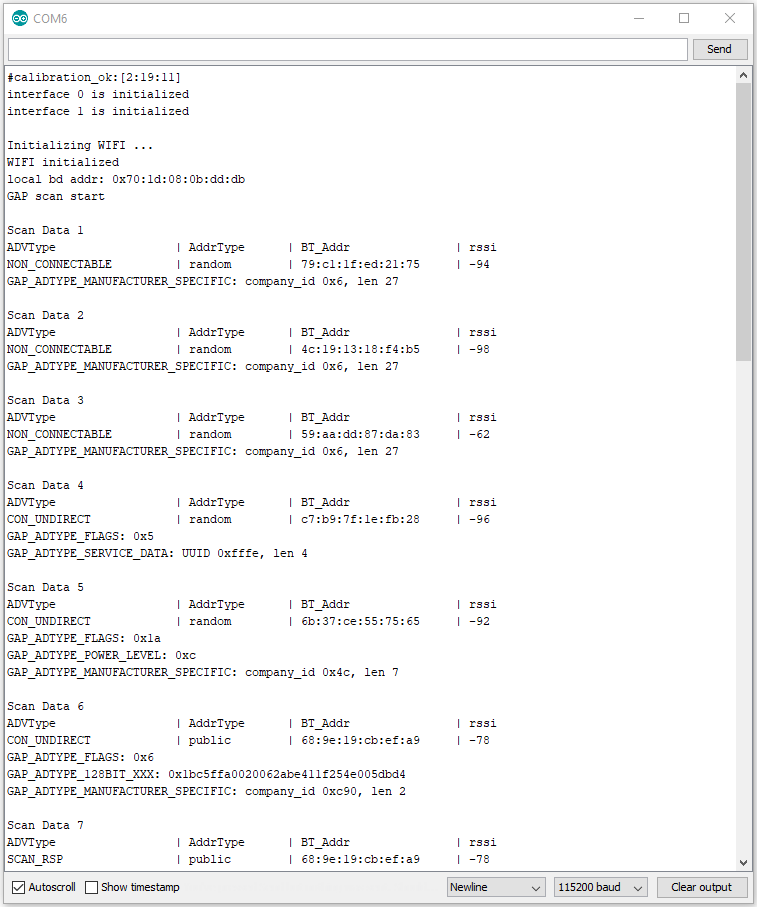 COM6
Send
#calibration_ok:[2:19:11]
interface 0 is initialized
interface 1 is initialized
Initializing WIFI ...
WIFI initialized
local bd addr: 0x70:1d:08:0b:dd:db
GAP scan start
Scan Data 1
ADVType | AddrType | BT_Addr | rssi
NON_CONNECTABLE | random | 79:c1:1f:ed:21:75 | -94
GAP_ADTYPE_MANUFACTURER_SPECIFIC: company_id 0x6, len 27
Scan Data 2
ADVType | AddrType | BT_Addr | rssi
NON_CONNECTABLE | random | 4c:19:13:18:f4:b5 | -98
GAP_ADTYPE_MANUFACTURER_SPECIFIC: company_id 0x6, len 27
Scan Data 3
ADVType | AddrType | BT_Addr | rssi
NON_CONNECTABLE | random | 59:aa:dd:87:da:83 | -62
GAP_ADTYPE_MANUFACTURER_SPECIFIC: company_id 0x6, len 27
Scan Data 4
ADVType | AddrType | BT_Addr | rssi
CON_UNDIRECT | random | c7:b9:7f:1e:fb:28 | -96
GAP_ADTYPE_FLAGS: 0x5
GAP_ADTYPE_SERVICE_DATA: UUID 0xfffe, len 4
Scan Data 5
ADVType | AddrType | BT_Addr | rssi
CON_UNDIRECT | random | 6b:37:ce:55:75:65 | -92
GAP_ADTYPE_FLAGS: 0x1a
GAP_ADTYPE_POWER_LEVEL: 0xc
GAP_ADTYPE_MANUFACTURER_SPECIFIC: company_id 0x4c, len 7
Scan Data 6
ADVType | AddrType | BT_Addr | rssi
CON_UNDIRECT | public | 68:9e:19:cb:ef:a9 | -78
GAP_ADTYPE_FLAGS: 0x6
GAP_ADTYPE_128BIT_XXX: 0x1bc5ffa0020062abe411f254e005dbd4
GAP_ADTYPE_MANUFACTURER_SPECIFIC: company_id 0xc90, len 2
Scan Data 7
ADVType | AddrType | BT_Addr | rssi
SCAN_RSP | public | 68:9e:19:cb:ef:a9 | -78
Autoscroll Show timestamp Newline 115200 baud Clear output